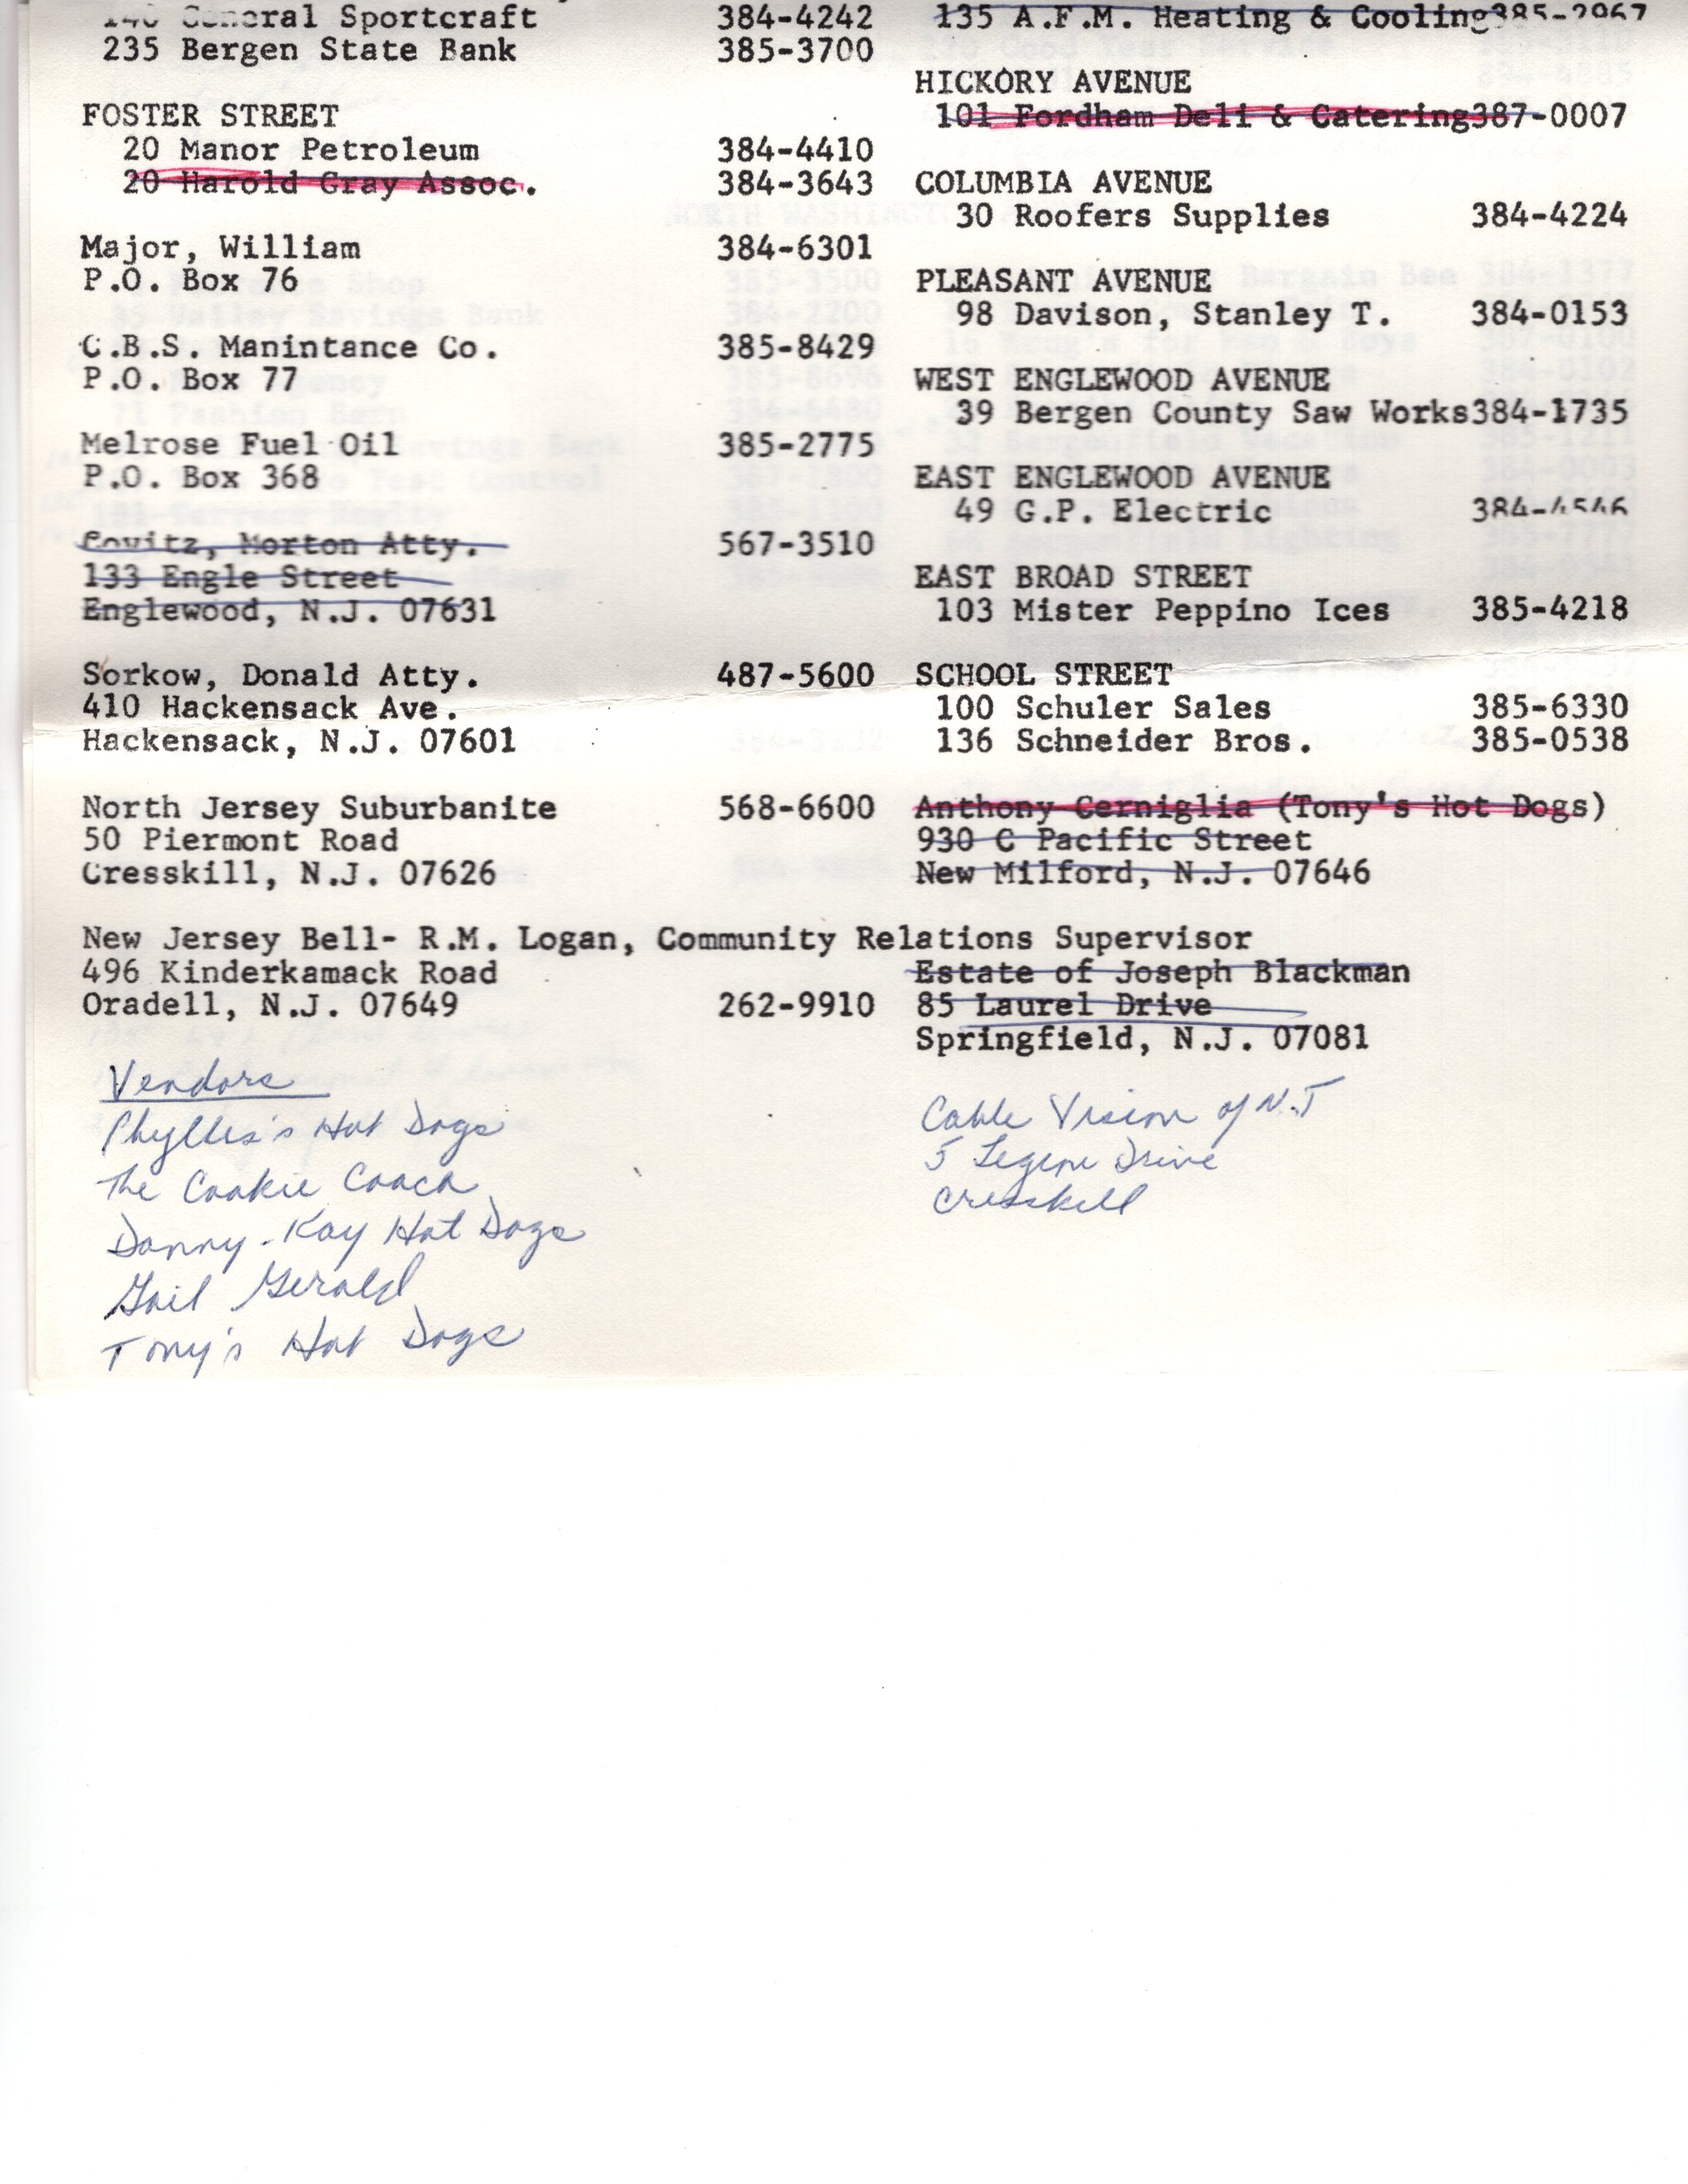 General Sportcraft 384-4242
235 Bergen State Bank 385-3700
FOSTER STREET
20 Manor Petroleum 384-4410
20 Harold Gray Assoc. 384-3643
Major, William 384-6301
P.O. Box 76
C.B.S. Manintance Co. 385-8429
P.O. Box 77
Melrose Fuel Oil 385-2775
P.O. Box 368
Covitz, Morton Atty. 567-3510
133 Engle Street
Englewood, N.J. 07631
Sorkow, Donald Atty. 487-5600
410 Hackensack Ave.
Hackensack, N.J. 07601
North Jersey Suburbanite 568-6600
50 Piermont Road
Cresskill, N.J. 07626
New Jersey Bell- R.M. Logan, Community Relations Supervisor
496 Kinderkamack Road
Oradell, N.J. 07649 262-9910
Vendors
Phyllis's Hot Dogs
The Cookie Coach
Danny-Kay Hot Dogs
Gail Gerald
Tony's Hot Dogs
135 A.F.M. Heating & Cooling385-2967
HICKORY AVENUE
101 Fordham Deli & Catering387-0007
COLUMBIA AVENUE
30 Roofers Supplies 384-4224
PLEASANT AVENUE
98 Davison, Stanley T. 384-0153
WEST ENGLEWOOD AVENUE
39 Bergen County Saw Works384-1735
EAST ENGLEWOOD AVENUE
49 G.P. Electric 384-4546
EAST BROAD STREET
103 Mister Peppino Ices 385-4218
SCHOOL STREET
100 Schuler Sales 385-6330
136 Schneider Bros. 385-0538
Anthony Cerniglia (Tony's Hot Dogs)
930 C Pacific Street
New Milford, N.J. 07646
Estate of Joseph Blackman
85 Laurel Drive
Springfield, N.J. 07081
Cable Vision of N.J
5 Drive
Cresskill